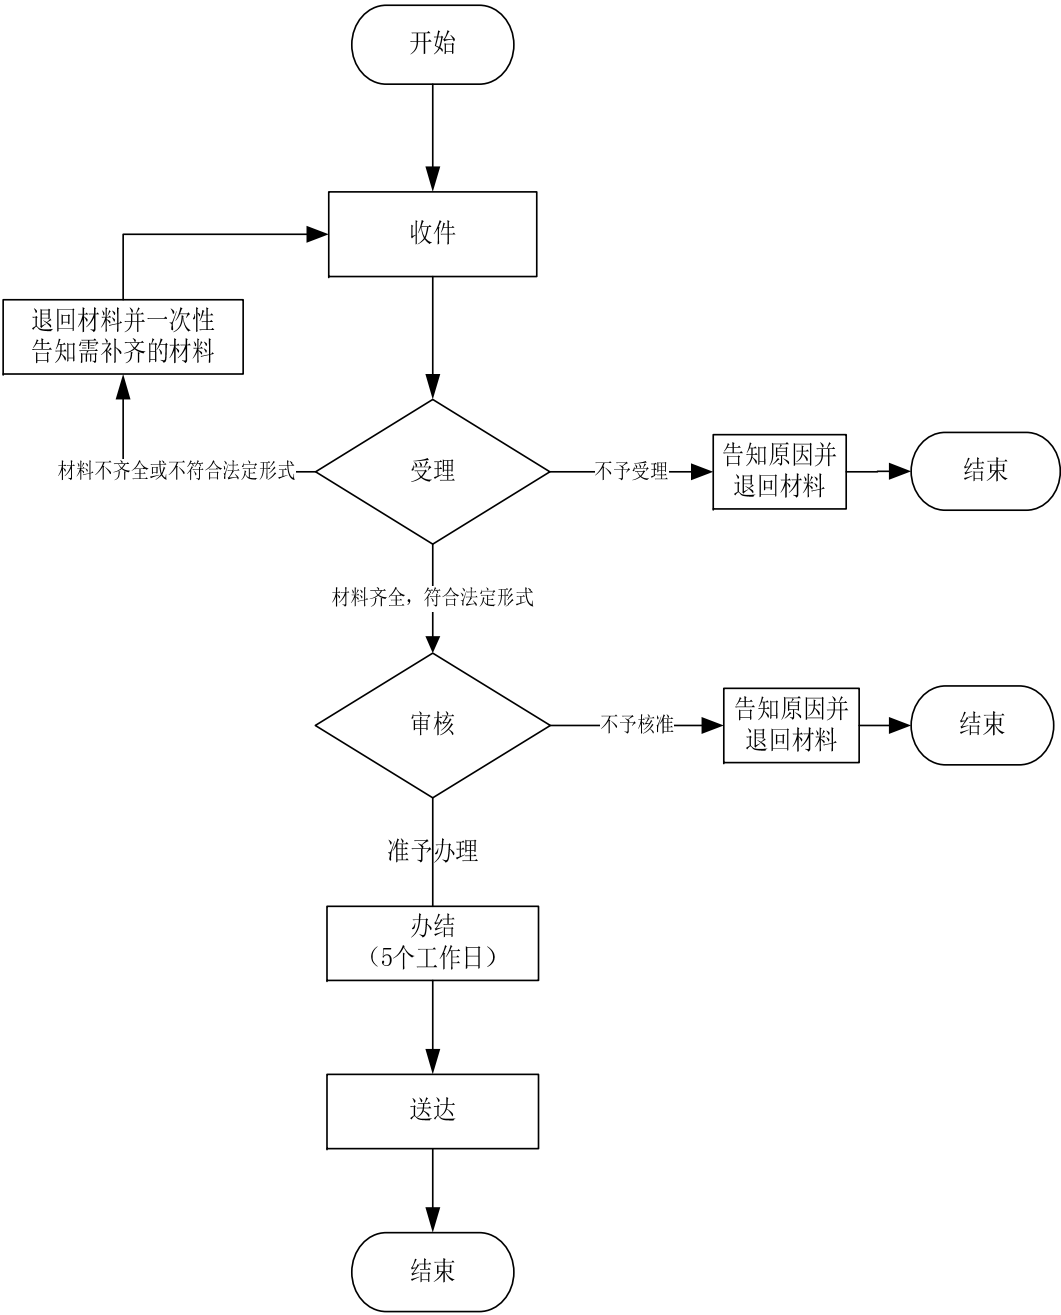 开始
收件
退回材料并一次性
告知需补齐的材料
材料不齐全或不符合法定形式
受理
不予受理
告知原因并
退回材料
结束
材料齐全，符合法定形式
审核
不予核准
告知原因并
退回材料
结束
准予办理
办结
（5个工作日）
送达
结束